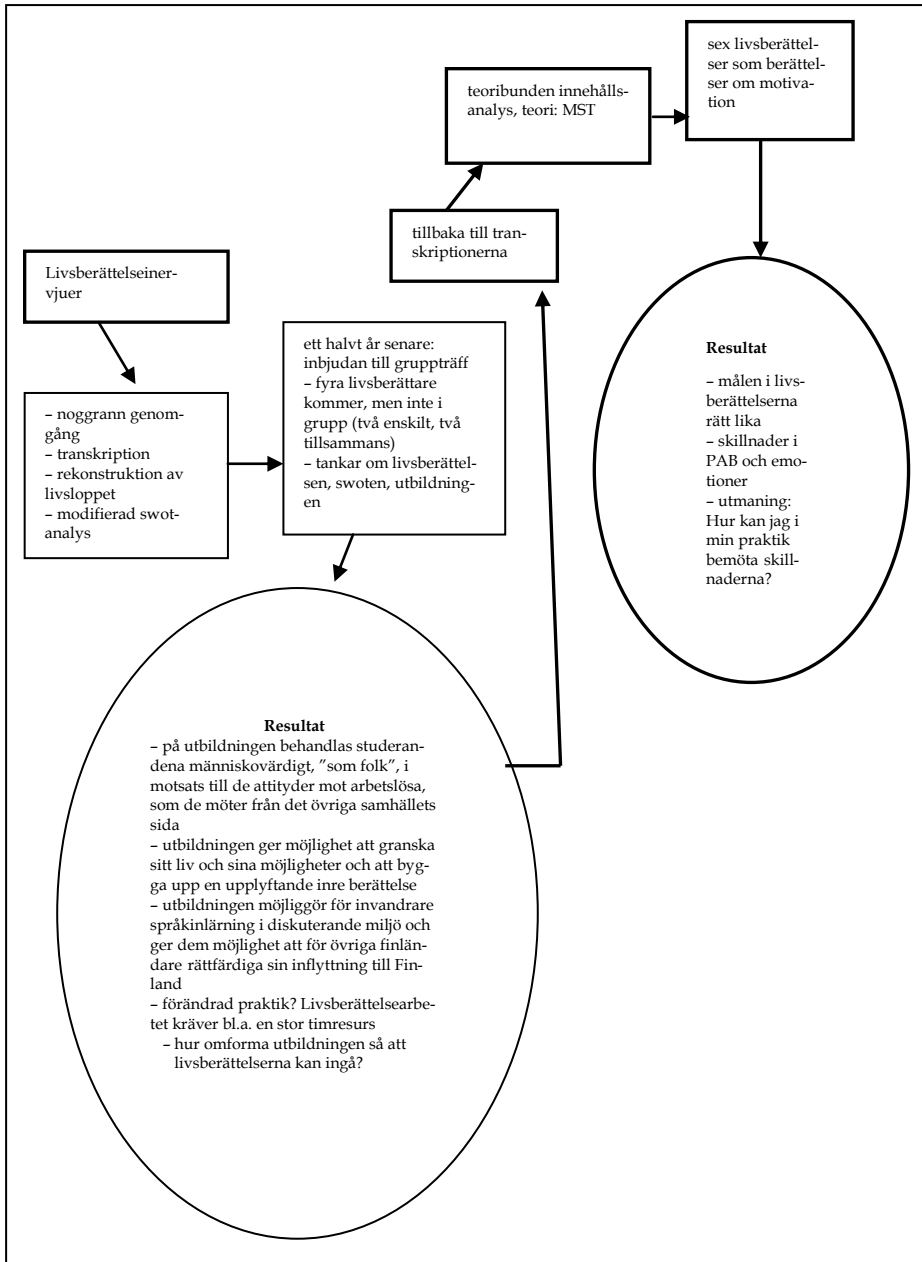 Livsberättelseiner-
vjuer
– noggrann genom-
gång
– transkription
– rekonstruktion av
livsloppet
– modifierad swot-
analys
ett halvt år senare:
inbjudan till gruppträff
– fyra livsberättare
kommer, men inte i
grupp (två enskilt, två
tillsammans)
– tankar om livsberättel-
sen, swoten, utbildning-
en
Resultat
– på utbildningen behandlas studeran-
dena människovärdigt, ”som folk”, i
motsats till de attityder mot arbetslösa,
som de möter från det övriga samhällets
sida
– utbildningen ger möjlighet att granska
sitt liv och sina möjligheter och att byg-
ga upp en upplyftande inre berättelse
– utbildningen möjliggör för invandrare
språkinlärning i diskuterande miljö och
ger dem möjlighet att för övriga finlän-
dare rättfärdiga sin inflyttning till Fin-
land
– förändrad praktik? Livsberättelsearbe-
tet kräver bl.a. en stor timresurs
– hur omforma utbildningen så att
livsberättelserna kan ingå?
tillbaka till tran-
skriptionerna
teoribunden innehålls-
analys, teori: MST
sex livsberättel-
ser som berättel-
ser om motiva-
tion
Resultat
– målen i livs-
berättelserna
rätt lika
– skillnader i
PAB och emo-
tioner
– utmaning:
Hur kan jag i
min praktik
bemöta skill-
naderna?